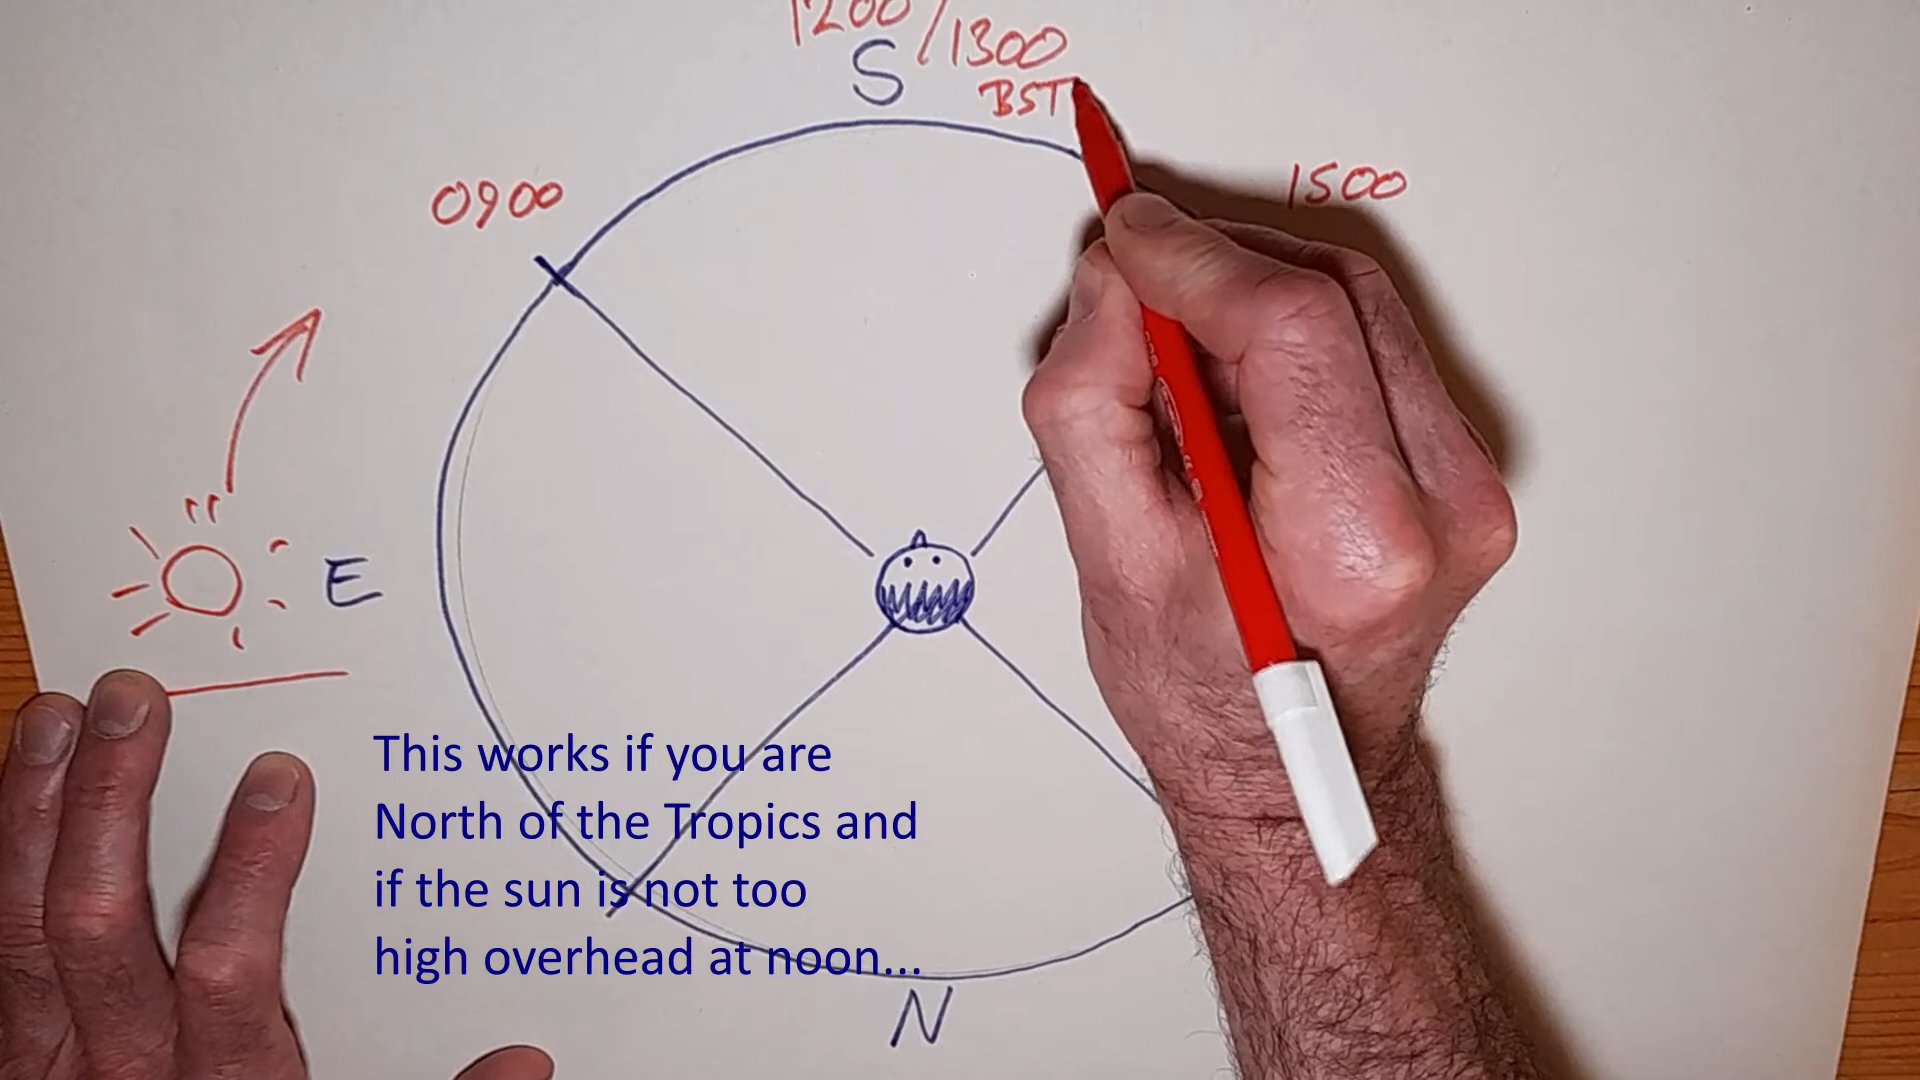 1200/1300
S
BST
0900
1500
E
This works if you are
North of the Tropics and
if the sun is not too
high overhead at noon...
N